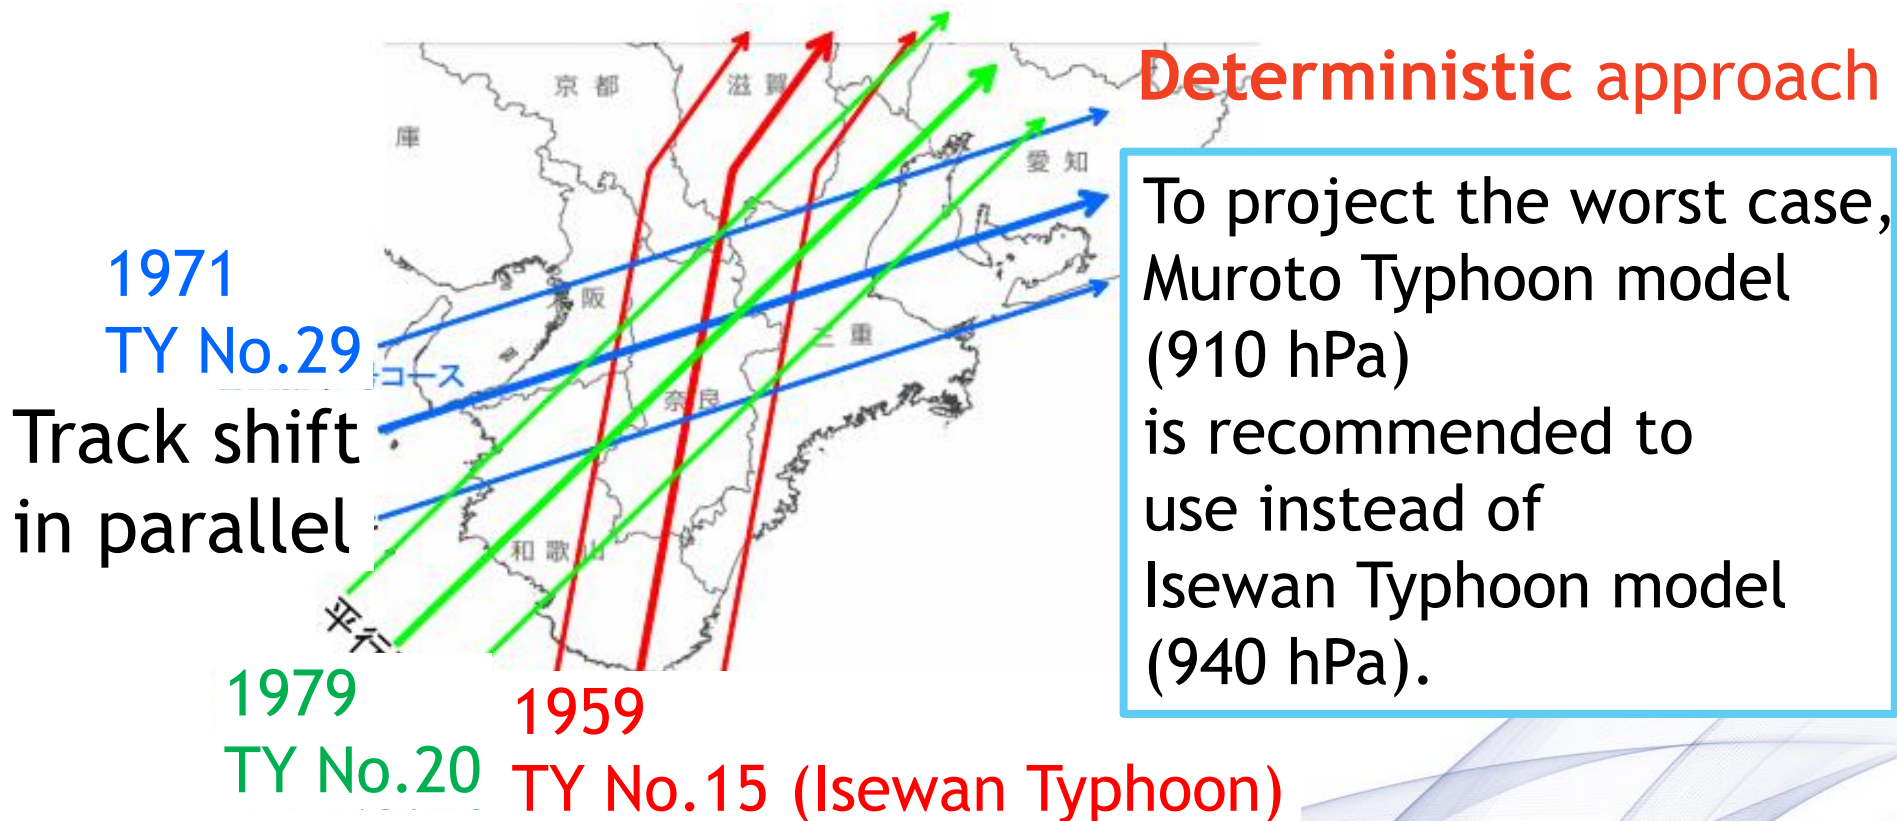 Deterministic approach
京都
滋賀
庫
愛知
To project the worst case,
Muroto Typhoon model
(910 hPa)
is recommended to
use instead of
Isewan Typhoon model
(940 hPa).
1971
TY No.29
コース
阪
三重
奈良
Track shift
in parallel
和歌山
平行
1979
TY No.20
1959
TY No.15 (Isewan Typhoon)